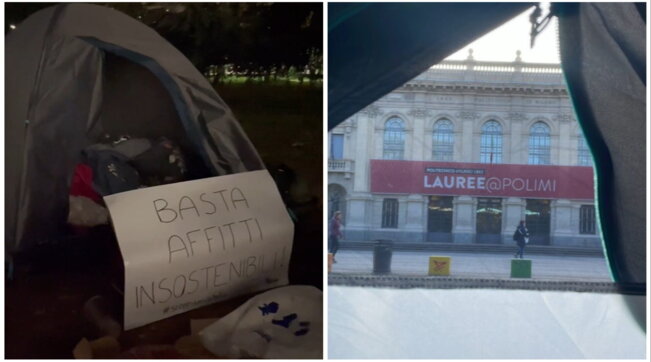 BASTA
AFFITTI
INSOSTENIBILI!
LAUREE@POLIMI